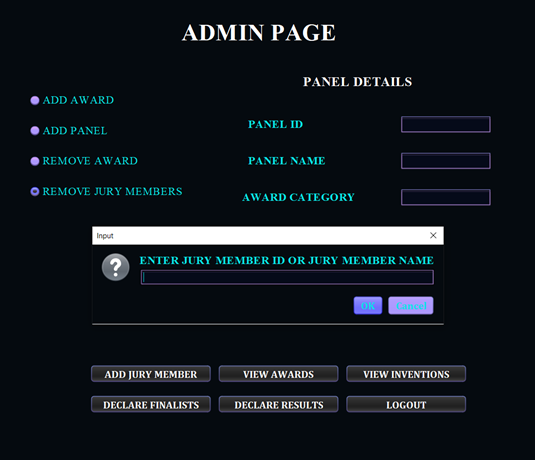 ADMIN PAGE
PANEL DETAILS
ADD AWARD
PANEL ID
ADD PANEL
REMOVE AWARD
PANEL NAME
REMOVE JURY MEMBERS
AWARD CATEGORY
Input
ENTER JURY MEMBER ID OR JURY MEMBER NAME
OK Cancel
ADD JURY MEMBER VIEW AWARDS VIEW INVENTIONS
DECLARE FINALISTS DECLARE RESULTS LOGOUT